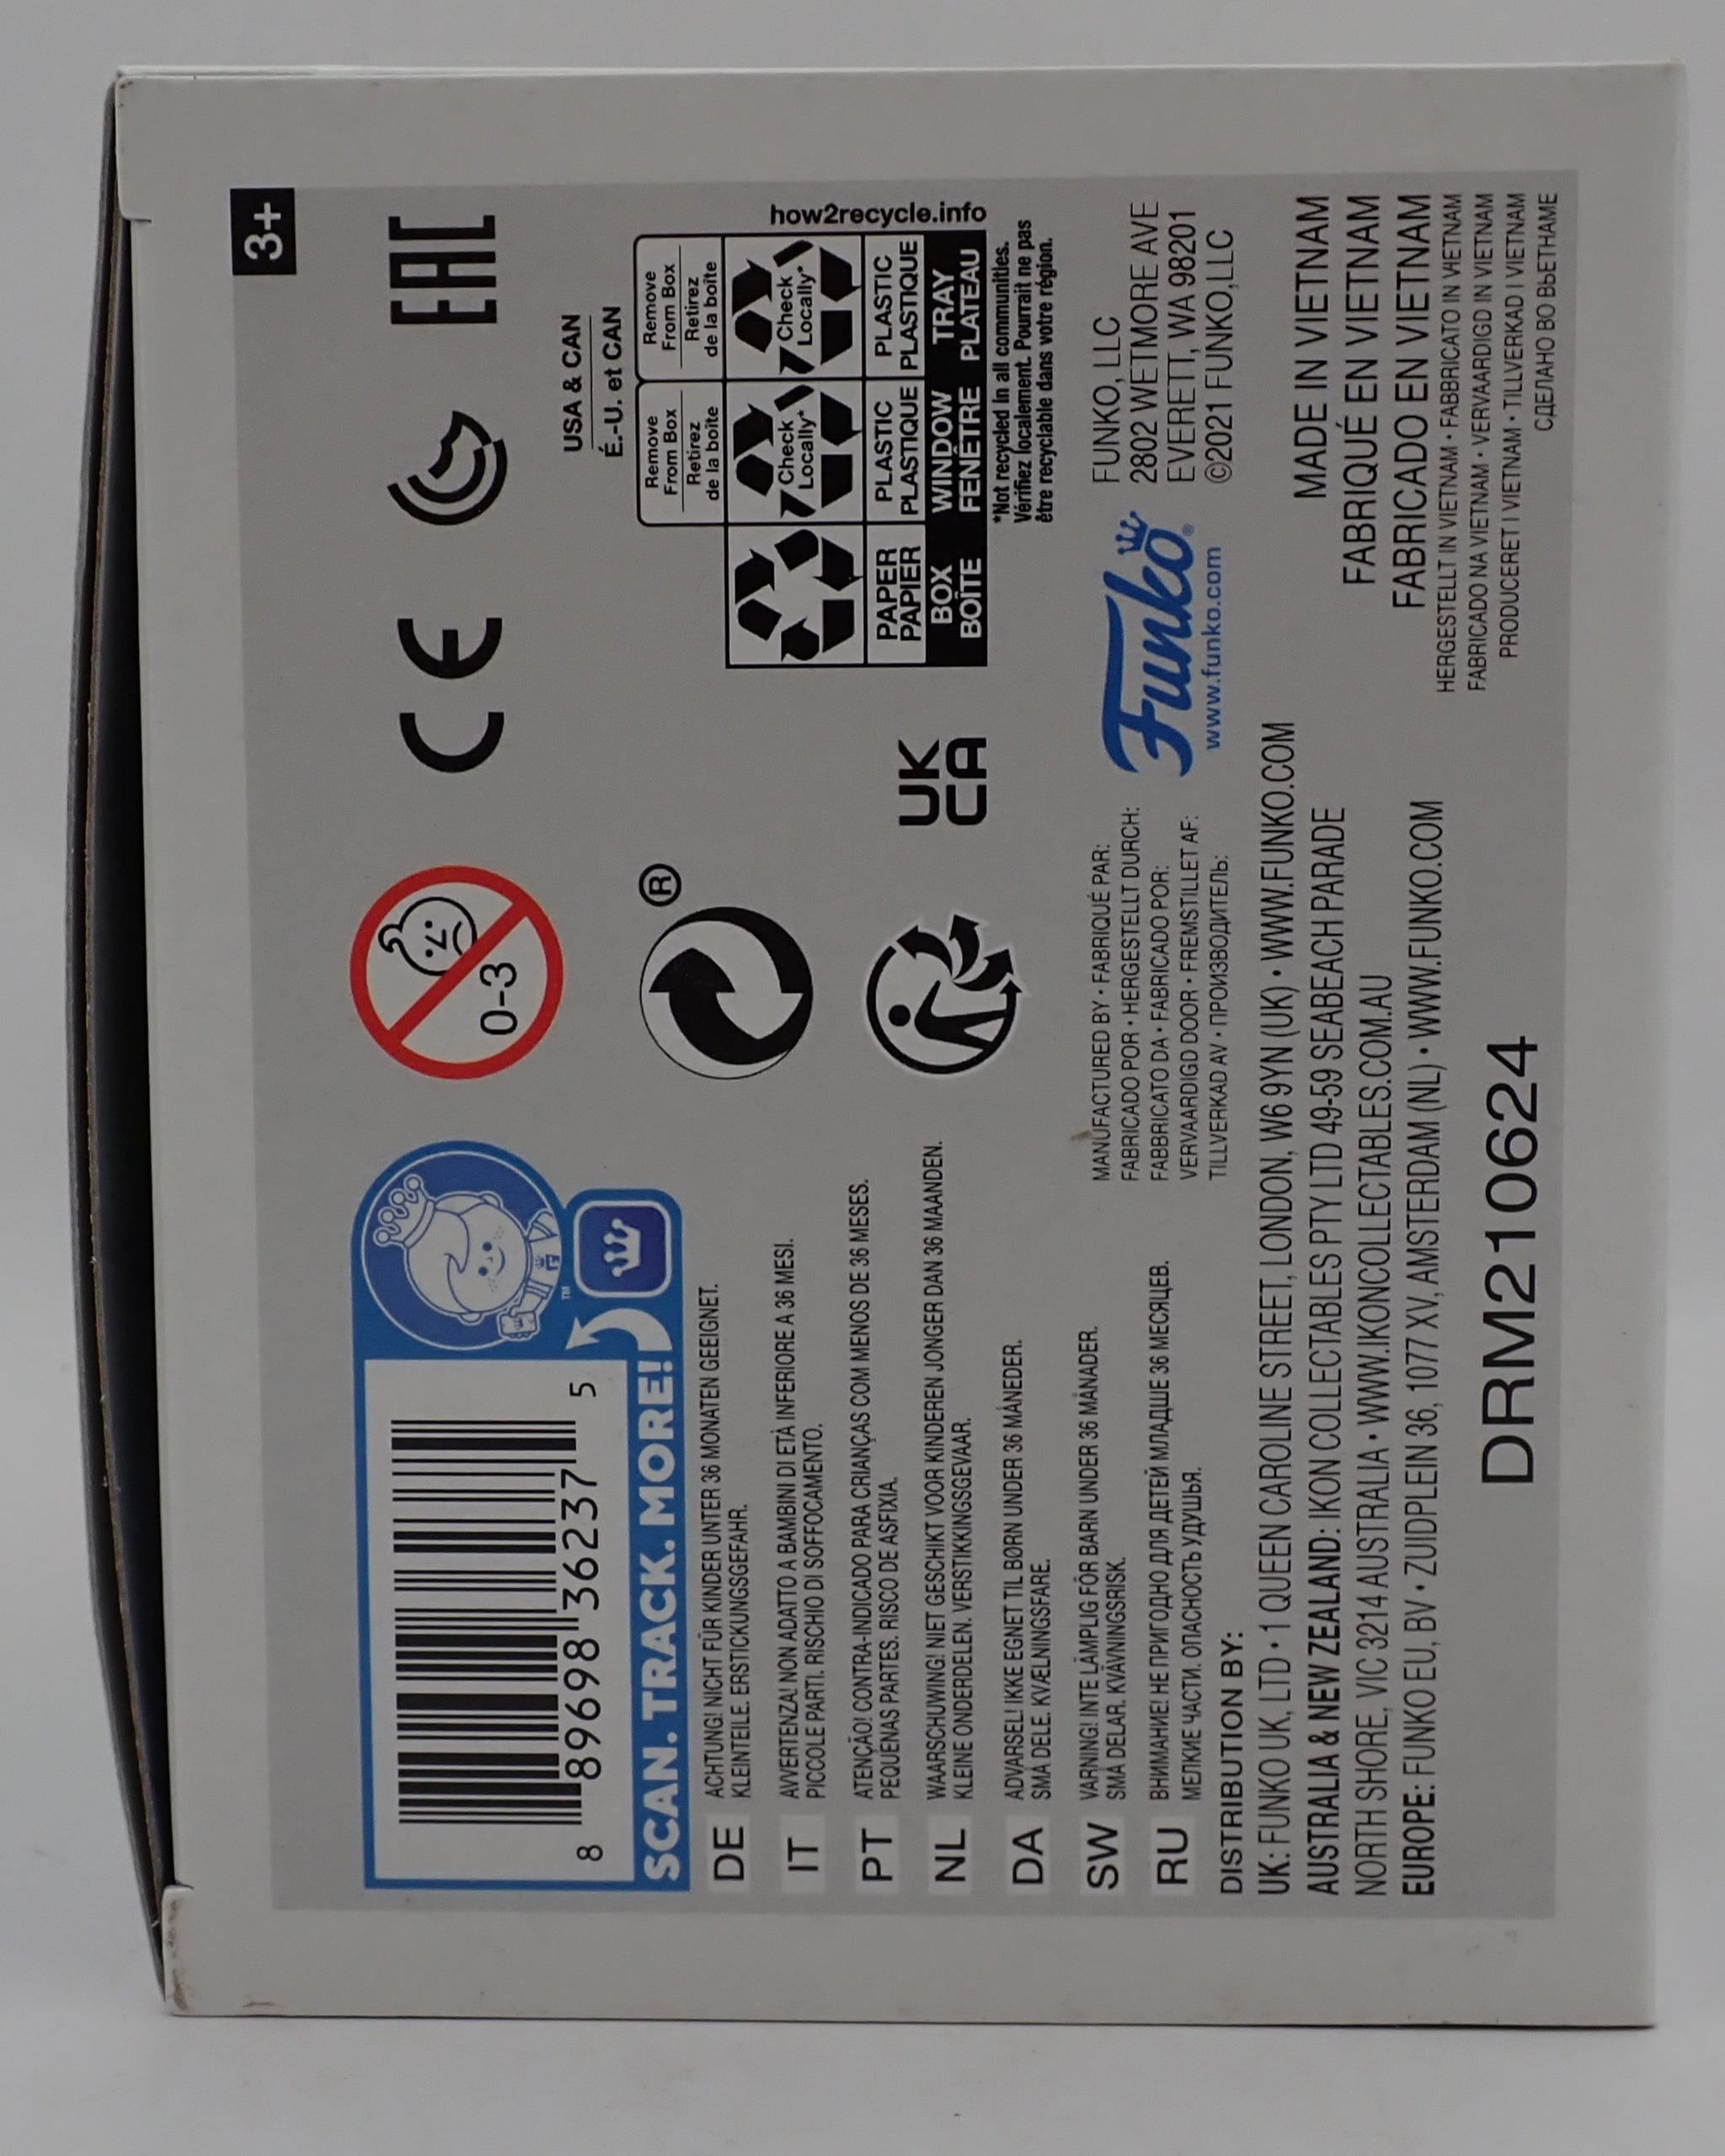 3+
8 89698 36237 5
SCAN. TRACK. MORE!
™
0-3
CE
EAC
®
UK
CA
USA & CAN
É.-U. et CAN
Remove
From Box
Retirez
de la boîte
Remove
From Box
Retirez
de la boîte
Check
Locally*
Check
Locally*
PAPER
PAPIER
PLASTIC
PLASTIQUE
PLASTIC
PLASTIQUE
BOX
BOÎTE
WINDOW
FENÊTRE
TRAY
PLATEAU
how2recycle.info
*Not recycled in all communities.
Vérifiez localement. Pourrait ne pas
être recyclable dans votre région.
DE ACHTUNG! NICHT FÜR KINDER UNTER 36 MONATEN GEEIGNET.
KLEINTEILE. ERSTICKUNGSGEFAHR.
IT AVVERTENZA! NON ADATTO A BAMBINI DI ETÀ INFERIORE A 36 MESI.
PICCOLE PARTI. RISCHIO DI SOFFOCAMENTO.
PT ATENÇÃO! CONTRA-INDICADO PARA CRIANÇAS COM MENOS DE 36 MESES.
PEQUENAS PARTES. RISCO DE ASFIXIA.
NL WAARSCHUWING! NIET GESCHIKT VOOR KINDEREN JONGER DAN 36 MAANDEN.
KLEINE ONDERDELEN. VERSTIKKINGSGEVAAR.
DA ADVARSEL! IKKE EGNET TIL BØRN UNDER 36 MÅNEDER.
SMÅ DELE. KVÆLNINGSFARE.
SW VARNING! INTE LÄMPLIG FÖR BARN UNDER 36 MÅNADER.
SMÅ DELAR. KVÄVNINGSRISK.
RU ВНИМАНИЕ! НЕ ПРИГОДНО ДЛЯ ДЕТЕЙ МЛАДШЕ 36 МЕСЯЦЕВ.
МЕЛКИЕ ЧАСТИ. ОПАСНОСТЬ УДУШЬЯ.
MANUFACTURED BY • FABRIQUÉ PAR:
FABRICADO POR • HERGESTELLT DURCH:
FABBRICATO DA • FABRICADO POR:
VERVAARDIGD DOOR • FREMSTILLET AF:
TILLVERKAD AV • ПРОИЗВОДИТЕЛЬ:
Funko®
www.funko.com
FUNKO, LLC
2802 WETMORE AVE
EVERETT, WA 98201
©2021 FUNKO, LLC
DISTRIBUTION BY:
UK: FUNKO UK, LTD • 1 QUEEN CAROLINE STREET, LONDON, W6 9YN (UK) • WWW.FUNKO.COM
AUSTRALIA & NEW ZEALAND: IKON COLLECTABLES PTY LTD 49-59 SEABEACH PARADE
NORTH SHORE, VIC 3214 AUSTRALIA • WWW.IKONCOLLECTABLES.COM.AU
EUROPE: FUNKO EU, BV • ZUIDPLEIN 36, 1077 XV, AMSTERDAM (NL) • WWW.FUNKO.COM
DRM210624
MADE IN VIETNAM
FABRIQUÉ EN VIETNAM
FABRICADO EN VIETNAM
HERGESTELLT IN VIETNAM • FABBRICATO IN VIETNAM
FABRICADO NA VIETNAM • VERVAARDIGD IN VIETNAM
PRODUCERET I VIETNAM • TILLVERKAD I VIETNAM
СДЕЛАНО ВО ВЬЕТНАМЕ